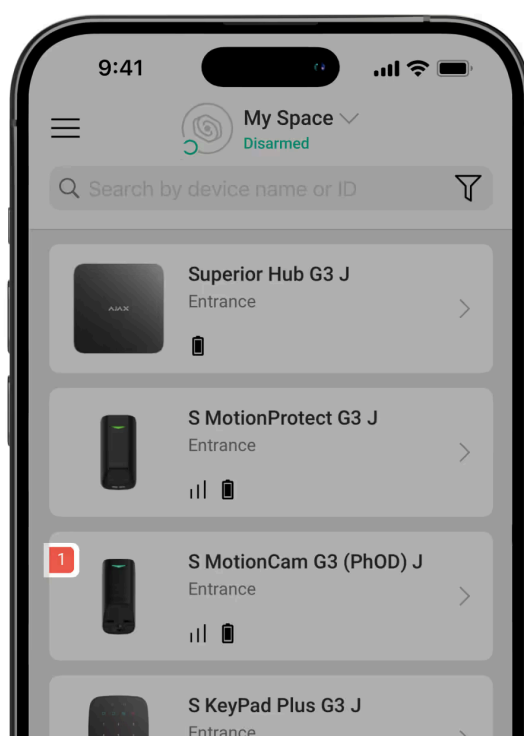 9:41
My Space
Disarmed
Search by device name or ID
Superior Hub G3 J
Entrance
AJAX
S MotionProtect G3 J
Entrance
1
S MotionCam G3 (PhOD) J
Entrance
S KeyPad Plus G3 J
Entrance